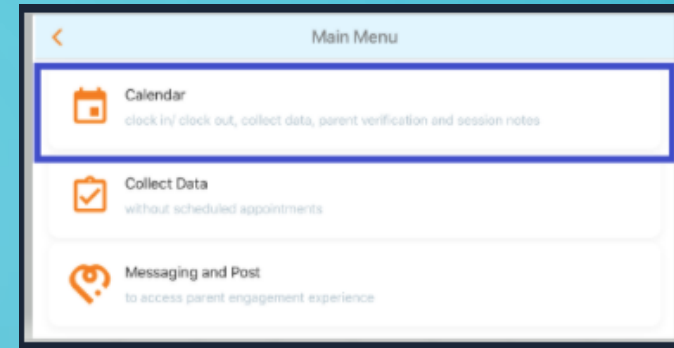 Main Menu
Calendar
clock in/ clock out, collect data, parent verification and session notes
Collect Data
without scheduled appointments
Messaging and Post
to access parent engagement experience